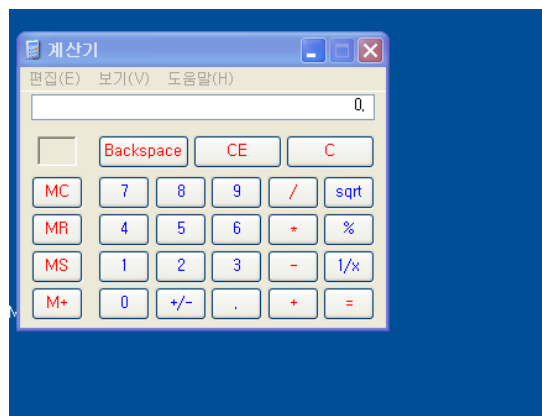 계산기
편집(E) 보기(V) 도움말(H)
0.
Backspace CE C
MC 7 8 9 / sqrt
MR 4 5 6 * %
MS 1 2 3 - 1/x
M+ 0 +/- . + =